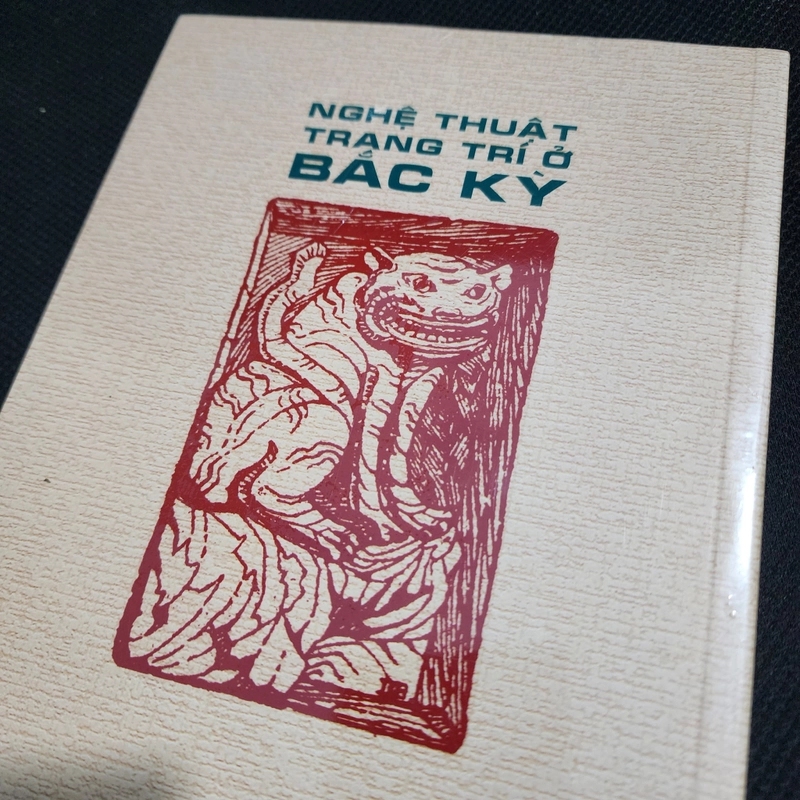 NGHỆ THUẬT
TRANG TRÍ Ở
BẮC KỲ